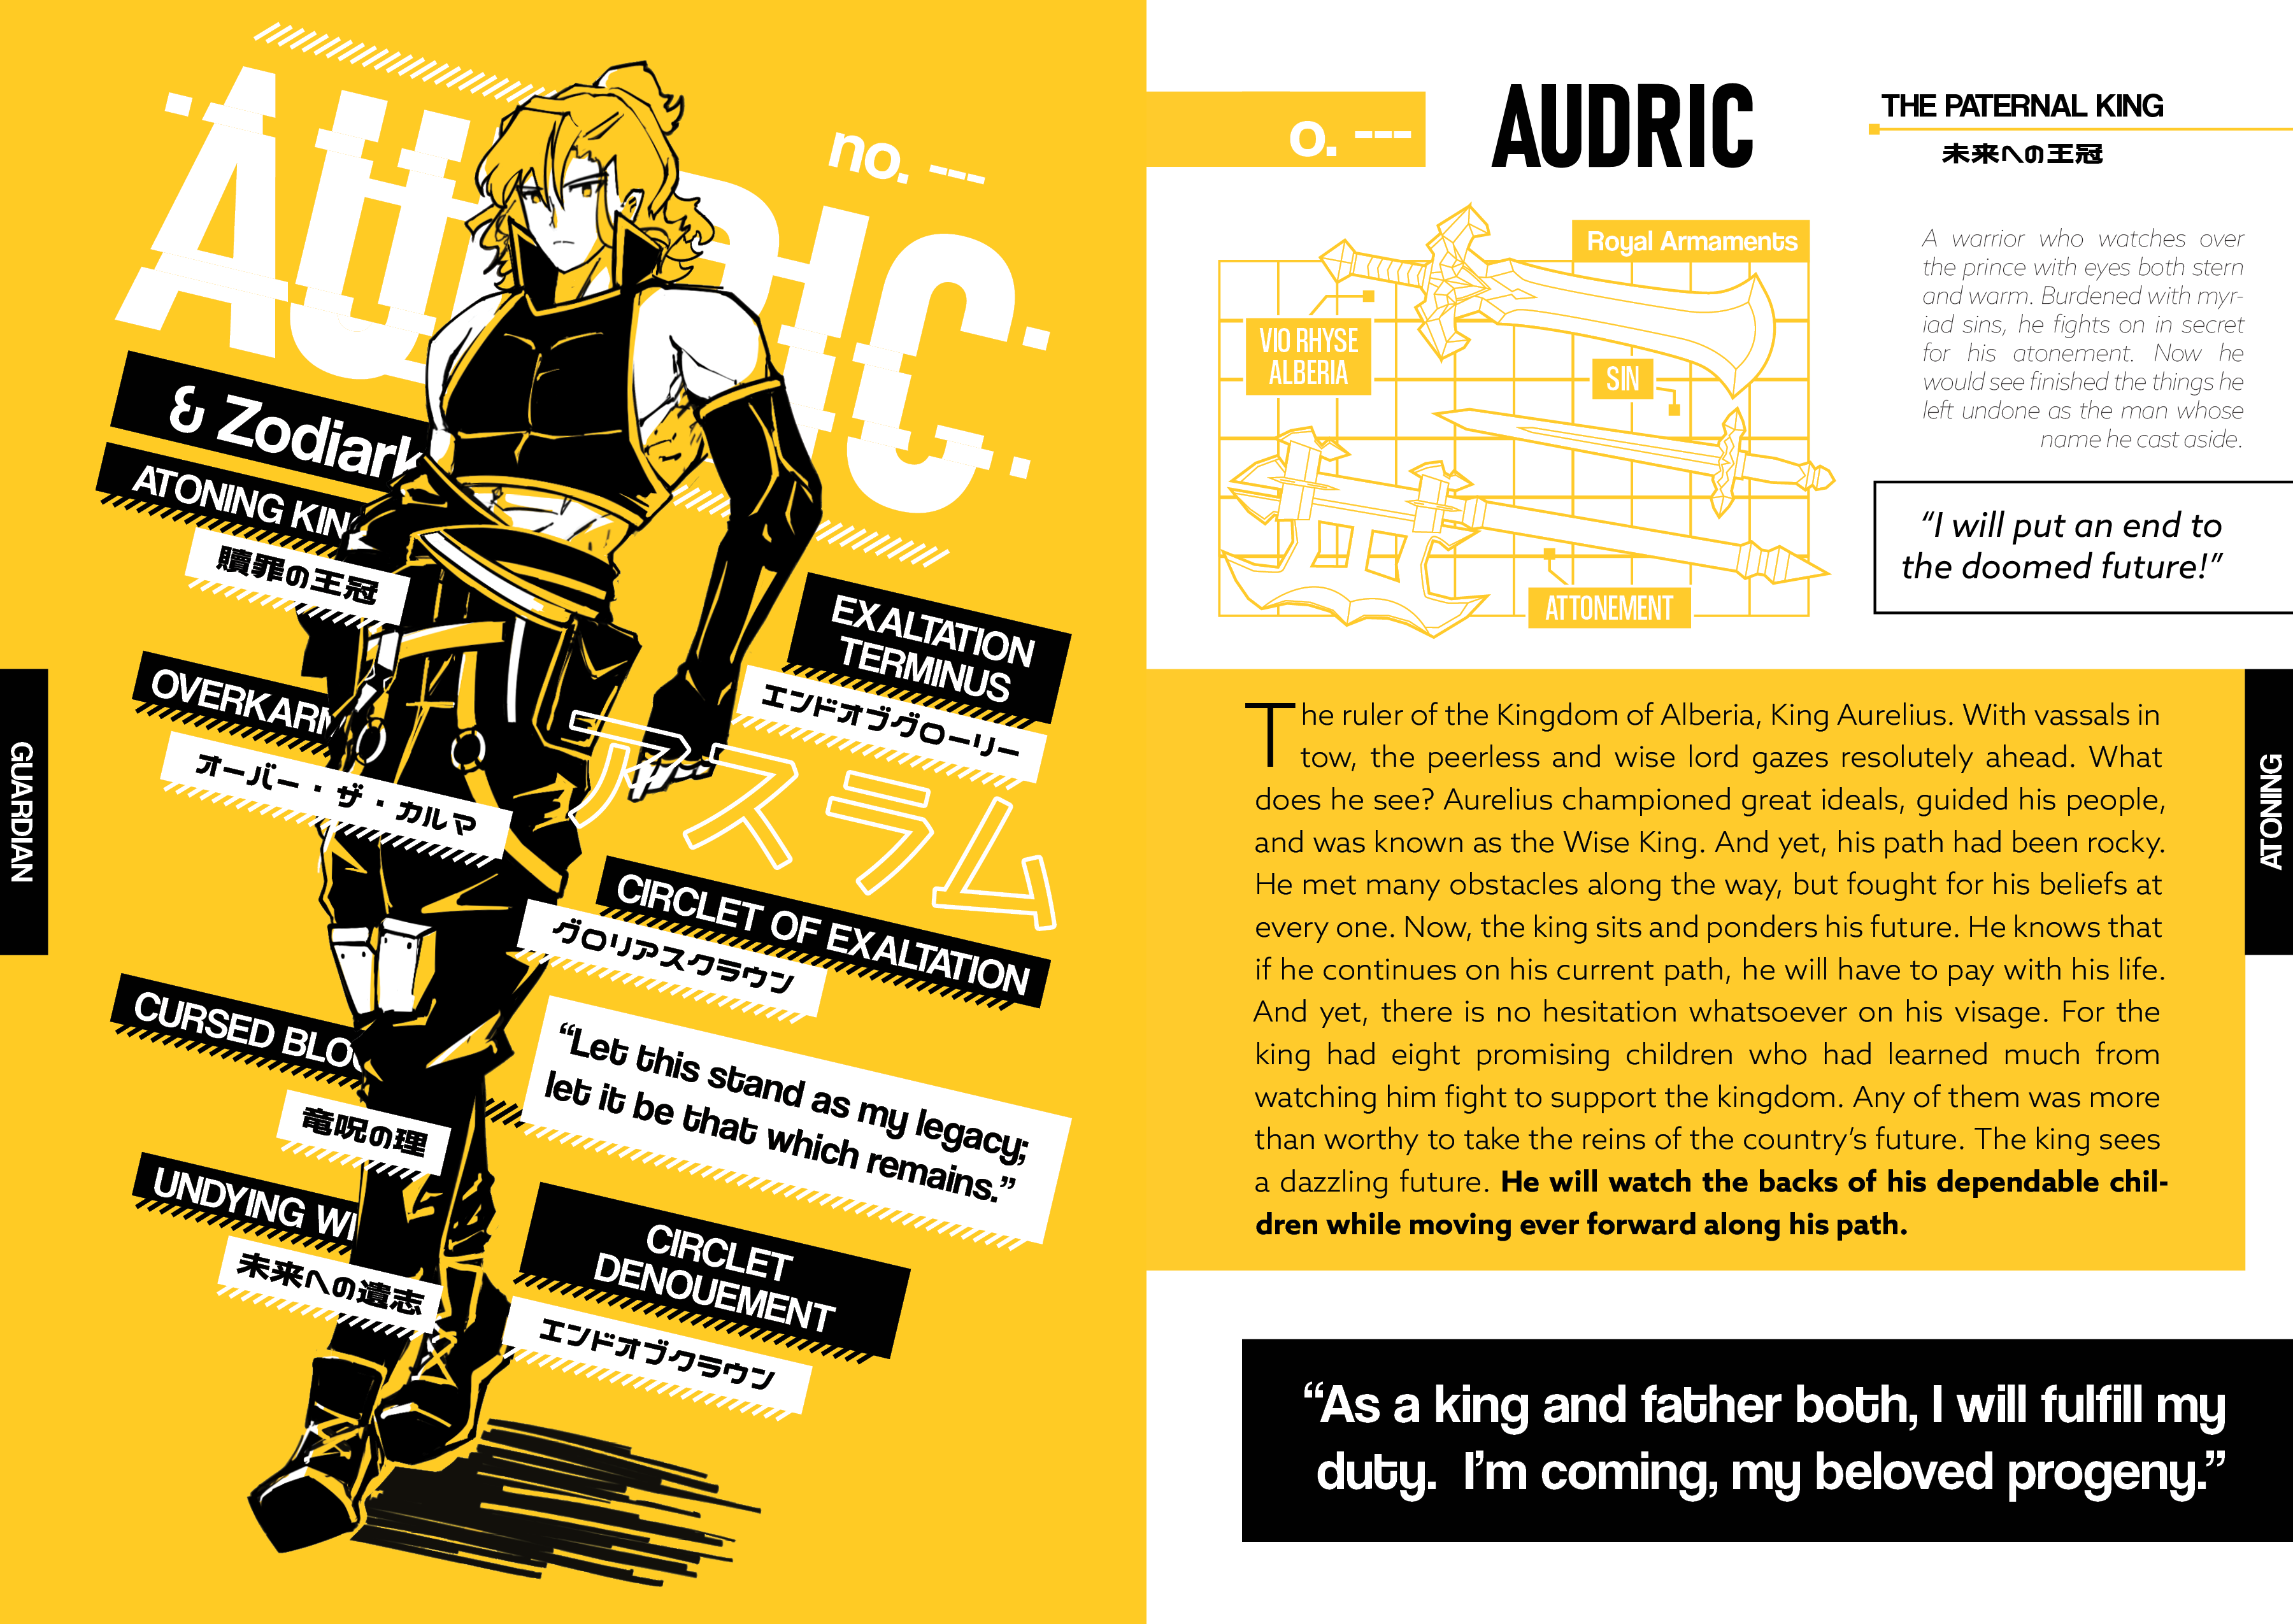 AUDRIC
no. ---
& Zodiark
ATONING KIN
贖罪の王冠
OVERKAR
オーバー・ザ・カルマ
CURSED BLO
竜呪の理
UNDYING WI
未来への遺志
EXALTATION
TERMINUS
エンドオブグローリー
アスラム
CIRCLET OF EXALTATION
グロリアスクラウン
“Let this stand as my legacy;
let it be that which remains.”
CIRCLET
DENOUEMENT
エンドオブクラウン
GUARDIAN
o. ---
AUDRIC
THE PATERNAL KING
未来への王冠
Royal Armaments
VIO RHYSE
ALBERIA
SIN
ATTONEMENT
A warrior who watches over
the prince with eyes both stern
and warm. Burdened with myr-
iad sins, he fights on in secret
for his atonement. Now he
would see finished the things he
left undone as the man whose
name he cast aside.
“I will put an end to
the doomed future!”
The ruler of the Kingdom of Alberia, King Aurelius. With vassals in
tow, the peerless and wise lord gazes resolutely ahead. What
does he see? Aurelius championed great ideals, guided his people,
and was known as the Wise King. And yet, his path had been rocky.
He met many obstacles along the way, but fought for his beliefs at
every one. Now, the king sits and ponders his future. He knows that
if he continues on his current path, he will have to pay with his life.
And yet, there is no hesitation whatsoever on his visage. For the
king had eight promising children who had learned much from
watching him fight to support the kingdom. Any of them was more
than worthy to take the reins of the country’s future. The king sees
a dazzling future. He will watch the backs of his dependable chil-
dren while moving ever forward along his path.
ATONING
“As a king and father both, I will fulfill my
duty.  I’m coming, my beloved progeny.”